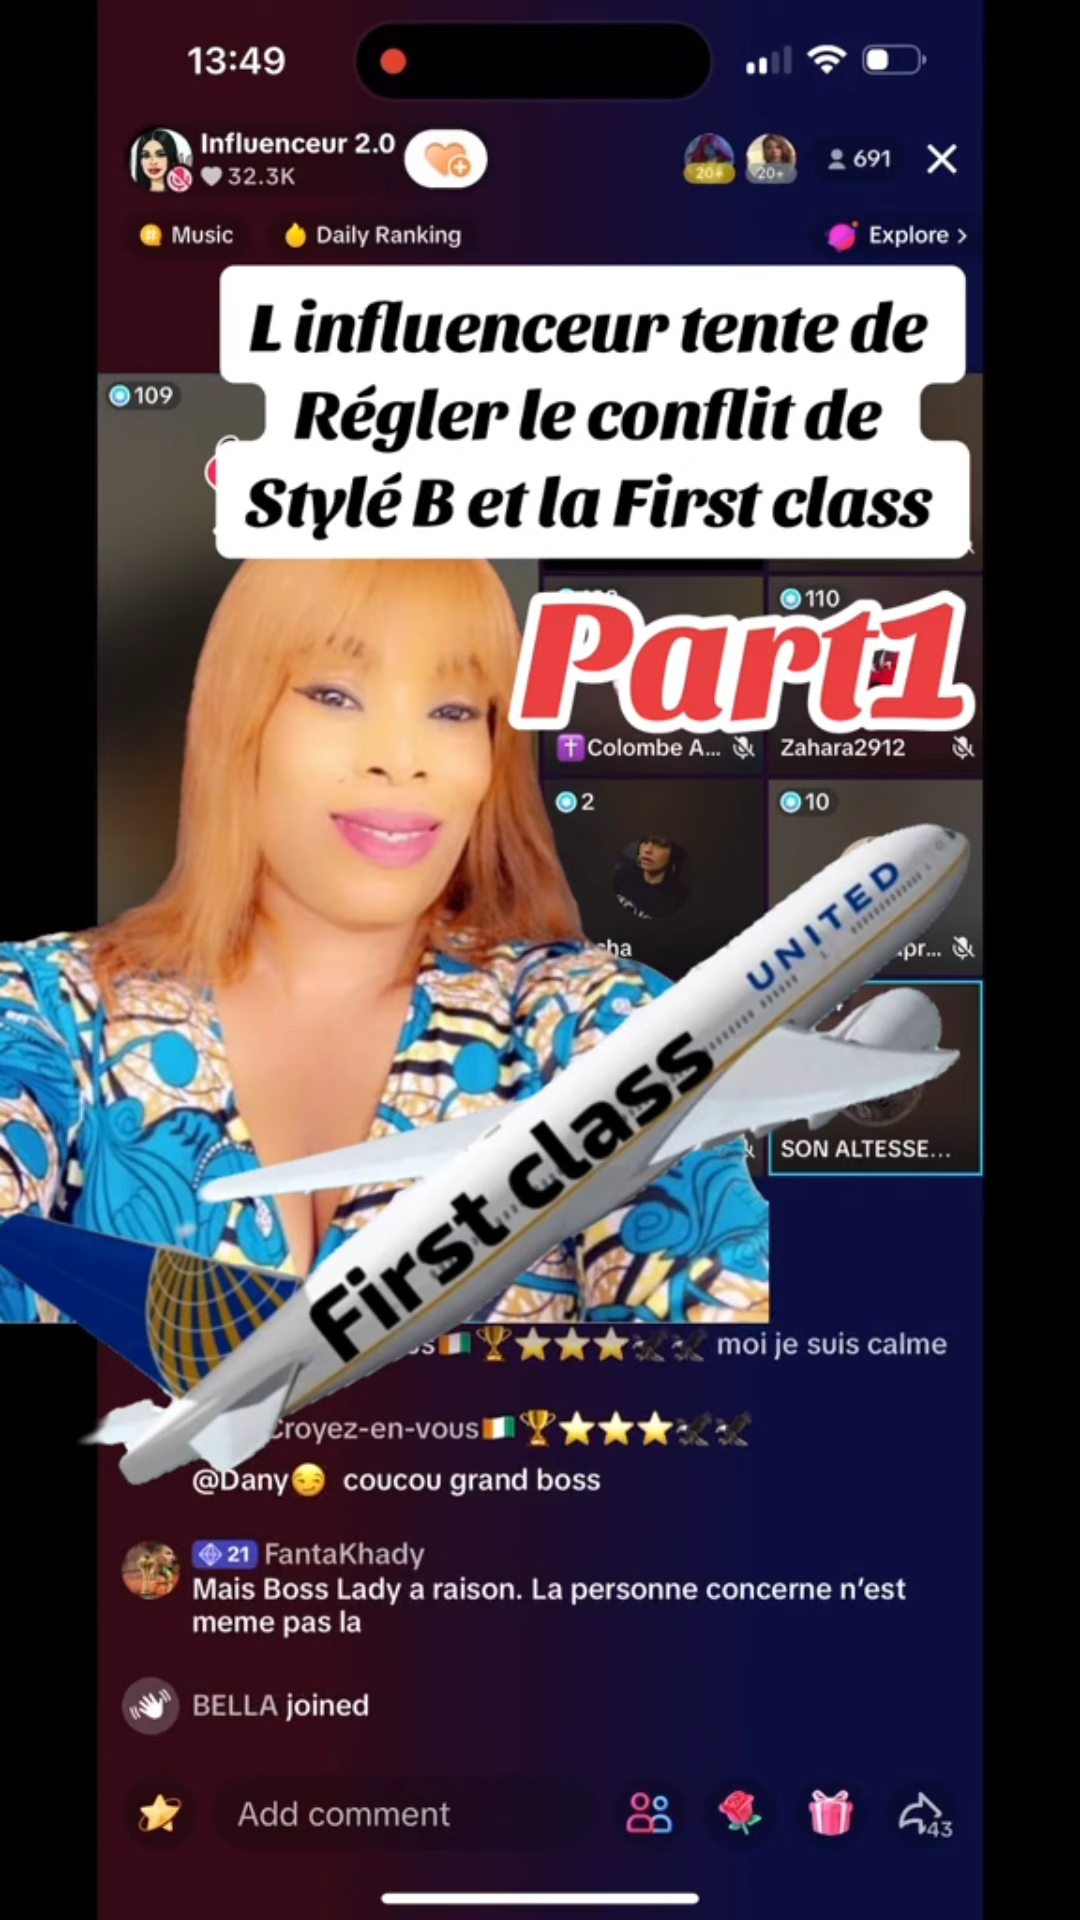 13:49
Influenceur 2.0
32.3K
20+
20+
691
Music
Daily Ranking
Explore >
L influenceur tente de
Régler le conflit de
Stylé B et la First class
109
110
Part1
Colombe A...
Zahara2912
2
10
UNITED
First class
SON ALTESSE...
moi je suis calme
Croyez-en-vous
@Dany😏 coucou grand boss
21 FantaKhady
Mais Boss Lady a raison. La personne concerne n'est
meme pas la
BELLA joined
Add comment
43